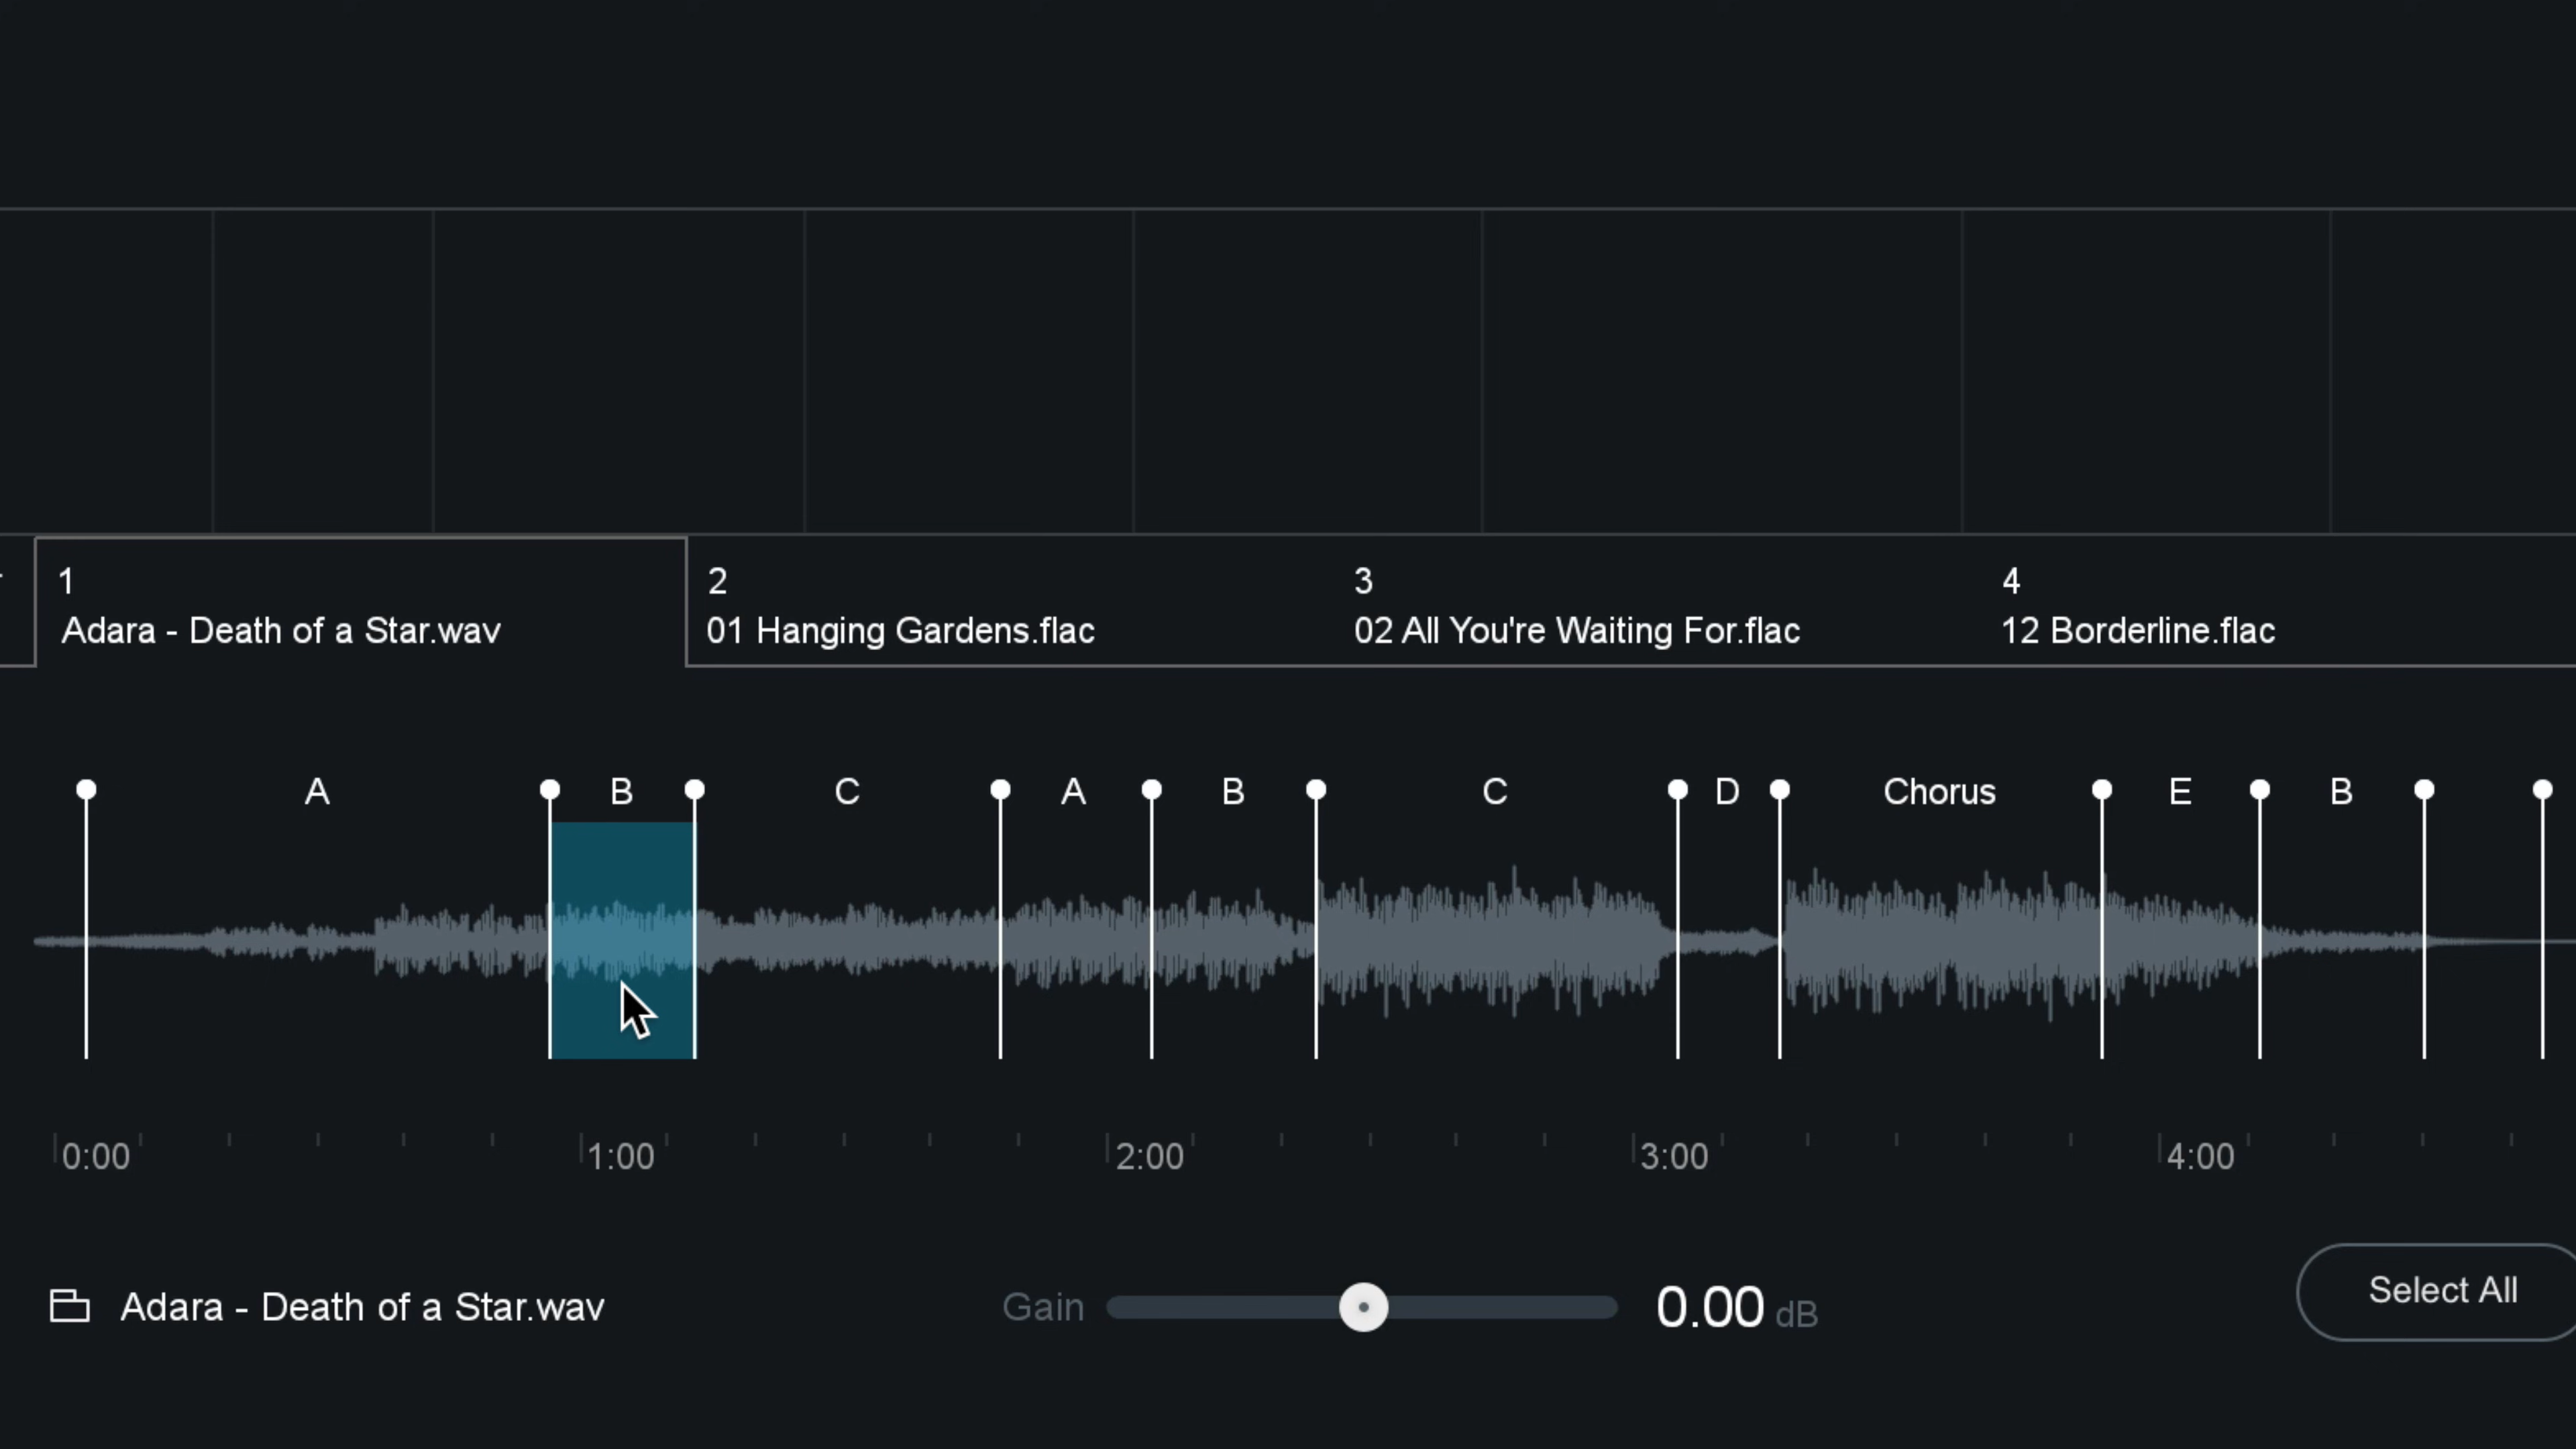 1
Adara - Death of a Star.wav
2
01 Hanging Gardens.flac
3
02 All You're Waiting For.flac
4
12 Borderline.flac
A B C A B C D Chorus E B
0:00 1:00 2:00 3:00 4:00
Adara - Death of a Star.wav
Gain 0.00 dB
Select All